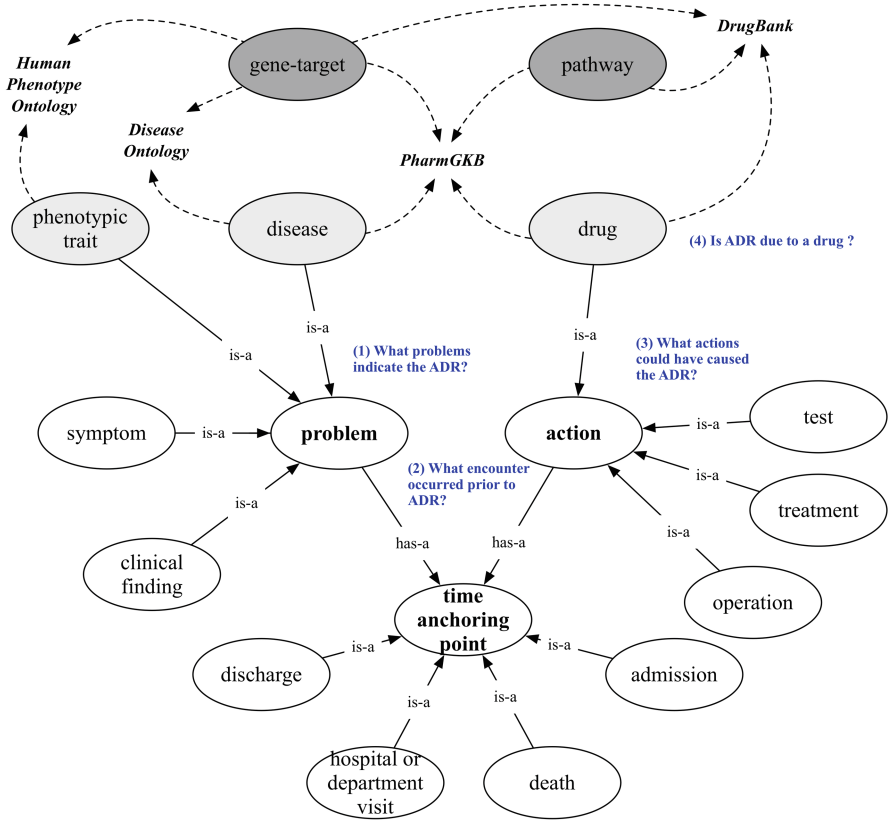 DrugBank
Human
Phenotype
Ontology
gene-target
pathway
Disease
Ontology
PharmGKB
phenotypic
trait
disease
drug
(4) Is ADR due to a drug ?
is-a
is-a
is-a
(1) What problems
indicate the ADR?
(3) What actions
could have caused
the ADR?
symptom
is-a
problem
action
is-a
test
(2) What encounter
occurred prior to
ADR?
is-a
is-a
treatment
clinical
finding
has-a
has-a
is-a
operation
time
anchoring
point
discharge
is-a
is-a
admission
is-a
is-a
hospital or
department
visit
death